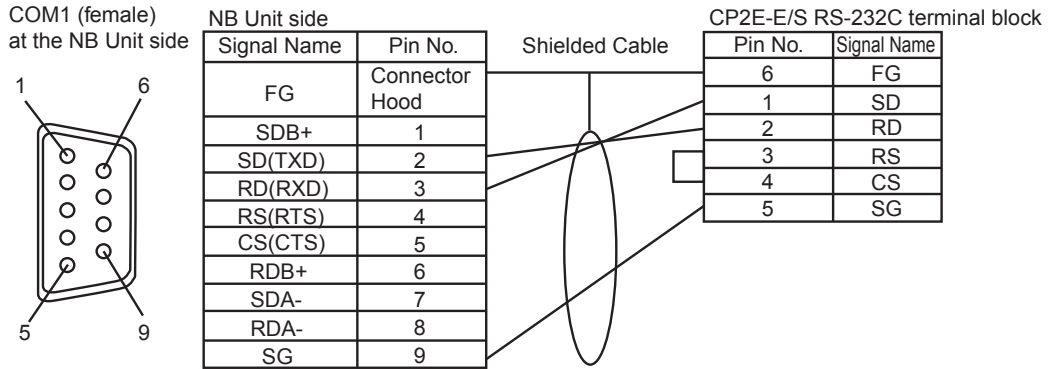 COM1 (female)
at the NB Unit side
1
6
5
9
NB Unit side
Signal Name Pin No.
FG Connector Hood
SDB+ 1
SD(TXD) 2
RD(RXD) 3
RS(RTS) 4
CS(CTS) 5
RDB+ 6
SDA- 7
RDA- 8
SG 9
Shielded Cable
CP2E-E/S RS-232C terminal block
Pin No. Signal Name
6 FG
1 SD
2 RD
3 RS
4 CS
5 SG